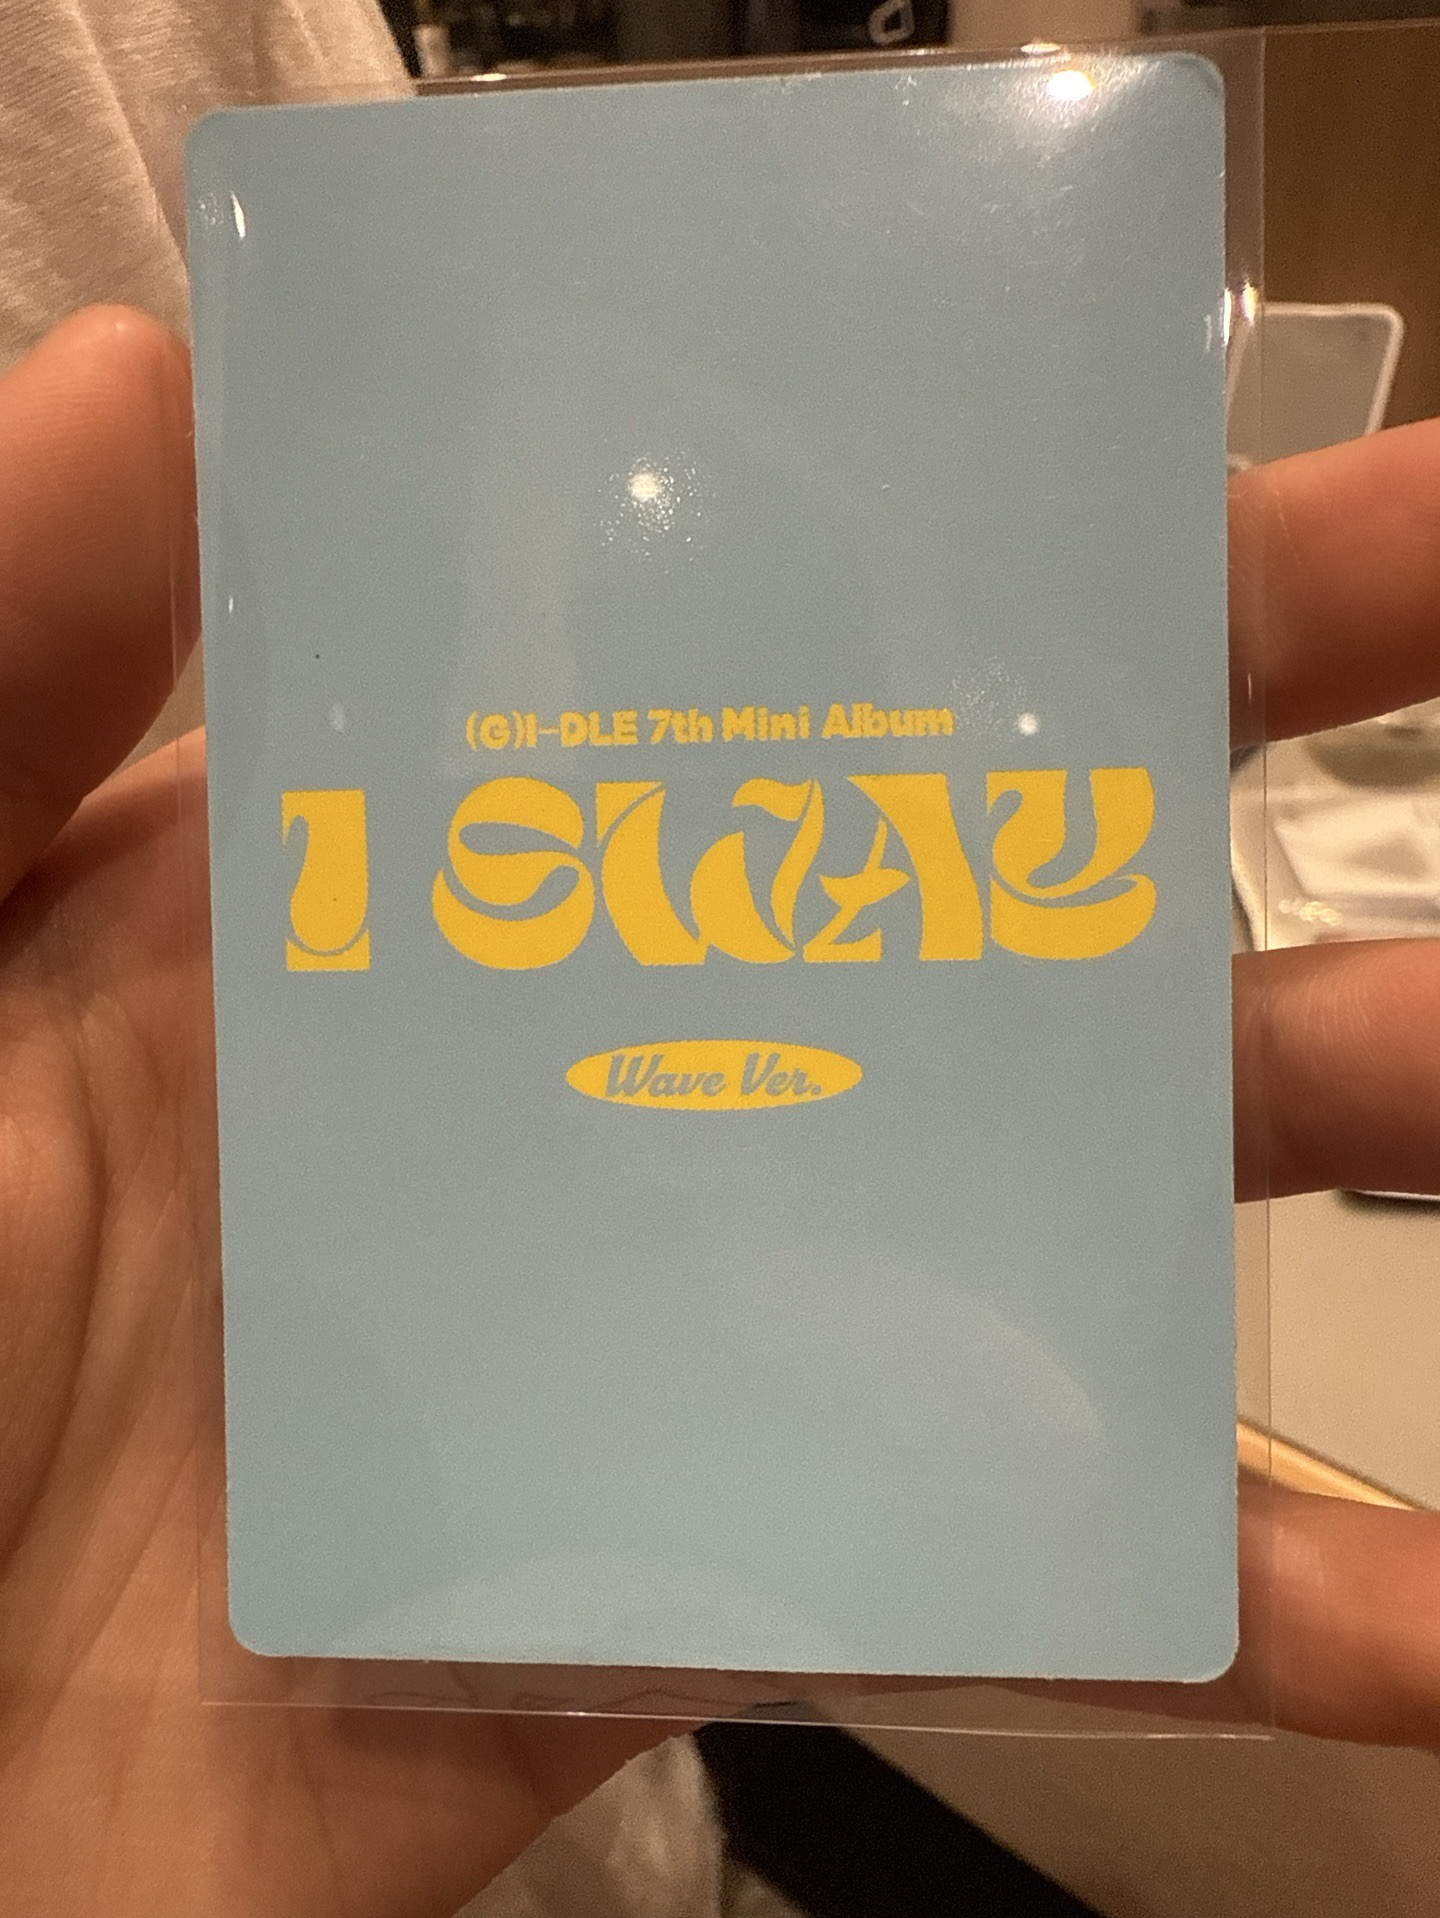 (G)I-DLE 7th Mini Album
I SWAY
Wave Ver.